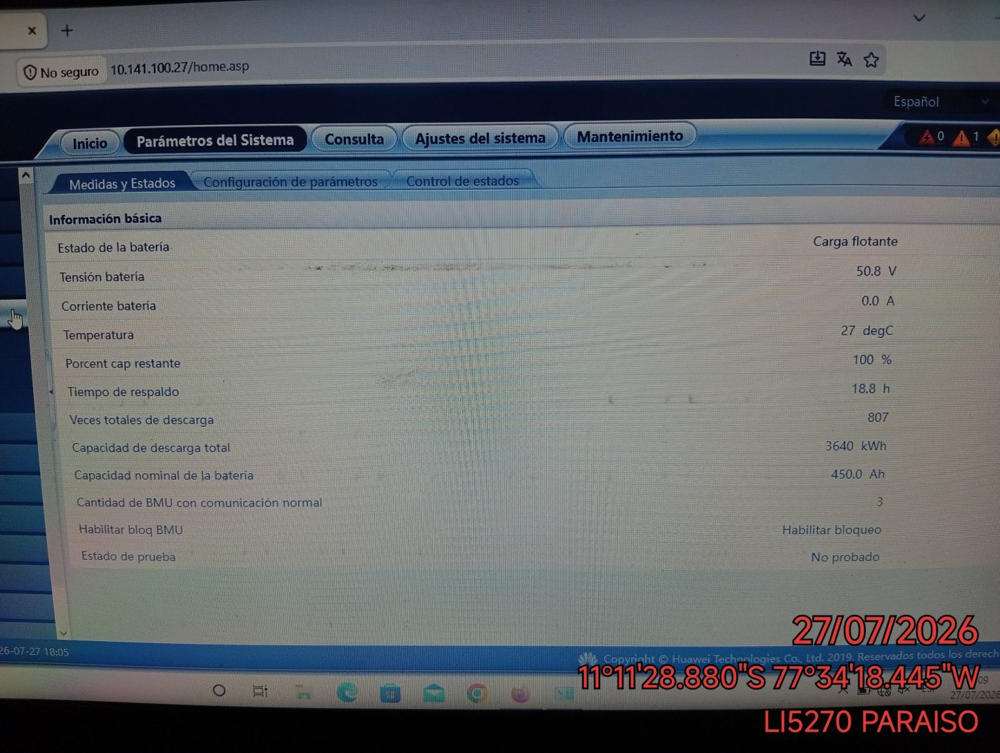 No seguro 10.141.100.27/home.asp
Español
Inicio Parámetros del Sistema Consulta Ajustes del sistema Mantenimiento 0 1
Medidas y Estados Configuración de parámetros Control de estados
Información básica
Estado de la batería Carga flotante
Tensión batería 50.8 V
Corriente batería 0.0 A
Temperatura 27 degC
Porcent cap restante 100 %
Tiempo de respaldo 18.8 h
Veces totales de descarga 807
Capacidad de descarga total 3640 kWh
Capacidad nominal de la batería 450.0 Ah
Cantidad de BMU con comunicación normal 3
Habilitar bloq BMU Habilitar bloqueo
Estado de prueba No probado
27/07/2026
26-07-27 18:05 Copyright © Huawei Technologies Co., Ltd. 2019. Reservados todos los derech
11°11'28.880"S 77°34'18.445"W
27/07/2026
LI5270 PARAISO